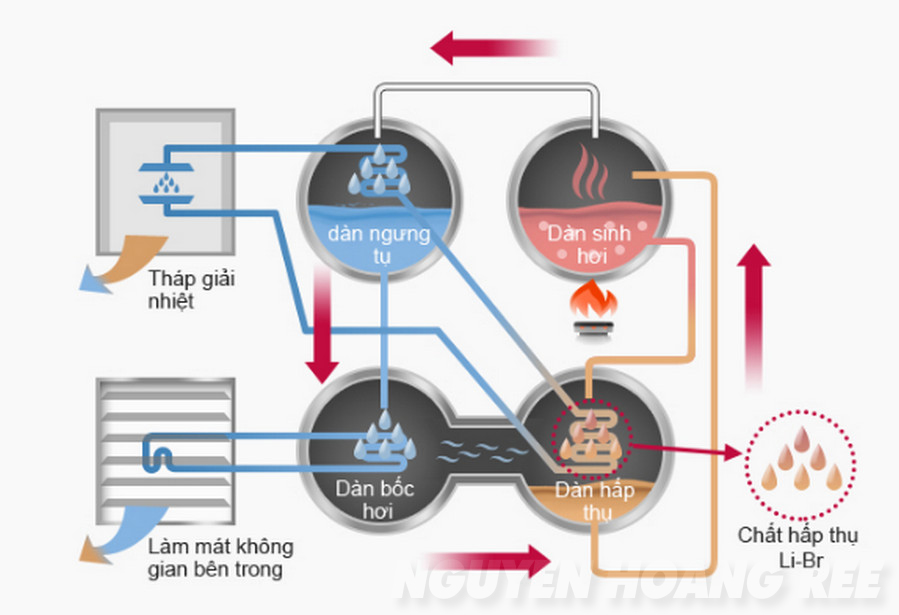 dàn ngưng
tụ
Dàn sinh
hơi
Tháp giải
nhiệt
Dàn bốc
hơi
Dàn hấp
thụ
Làm mát không
gian bên trong
Chất hấp thụ
Li-Br
NGUYEN HOANG REE